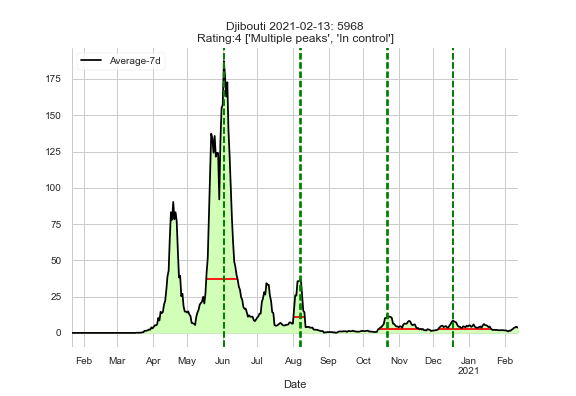 Djibouti 2021-02-13: 5968
Rating:4 ['Multiple peaks', 'In control']
Average-7d
175
150
125
100
75
50
25
0
Feb Mar Apr May Jun Jul Aug Sep Oct Nov Dec Jan Feb
2021
Date